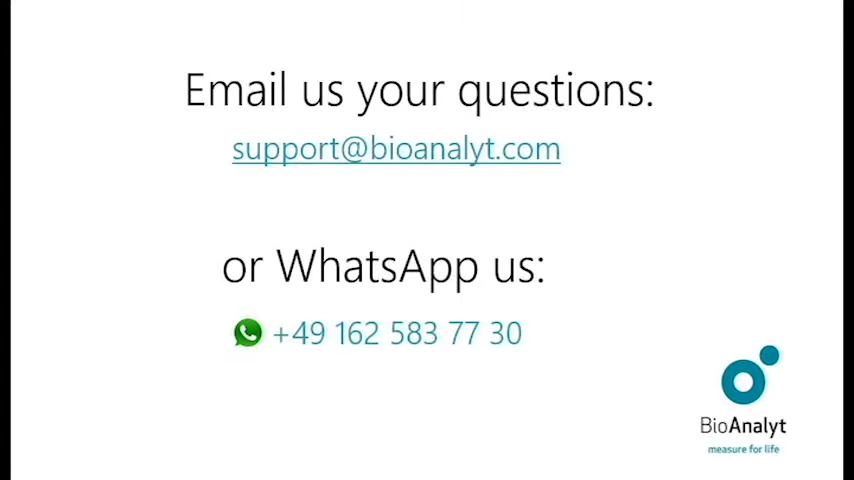 Email us your questions:
support@bioanalyt.com
or WhatsApp us:
+49 162 583 77 30
BioAnalyt
measure for life